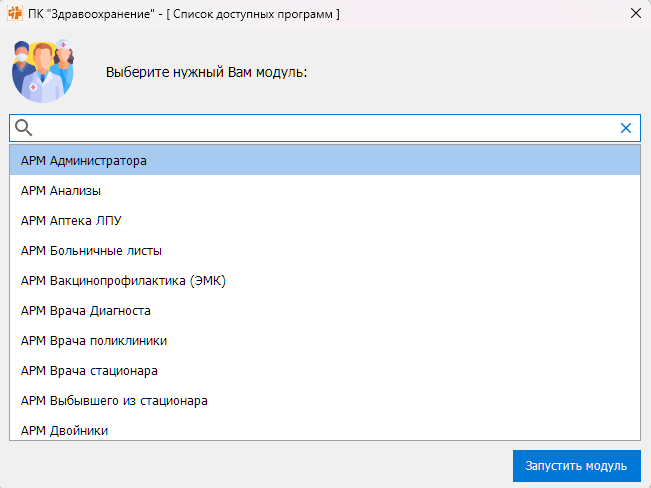 ПК "Здравоохранение" - [ Список доступных программ ]
Выберите нужный Вам модуль:
АРМ Администратора
АРМ Анализы
АРМ Аптека ЛПУ
АРМ Больничные листы
АРМ Вакцинопрофилактика (ЭМК)
АРМ Врача Диагноста
АРМ Врача поликлиники
АРМ Врача стационара
АРМ Выбывшего из стационара
АРМ Двойники
Запустить модуль